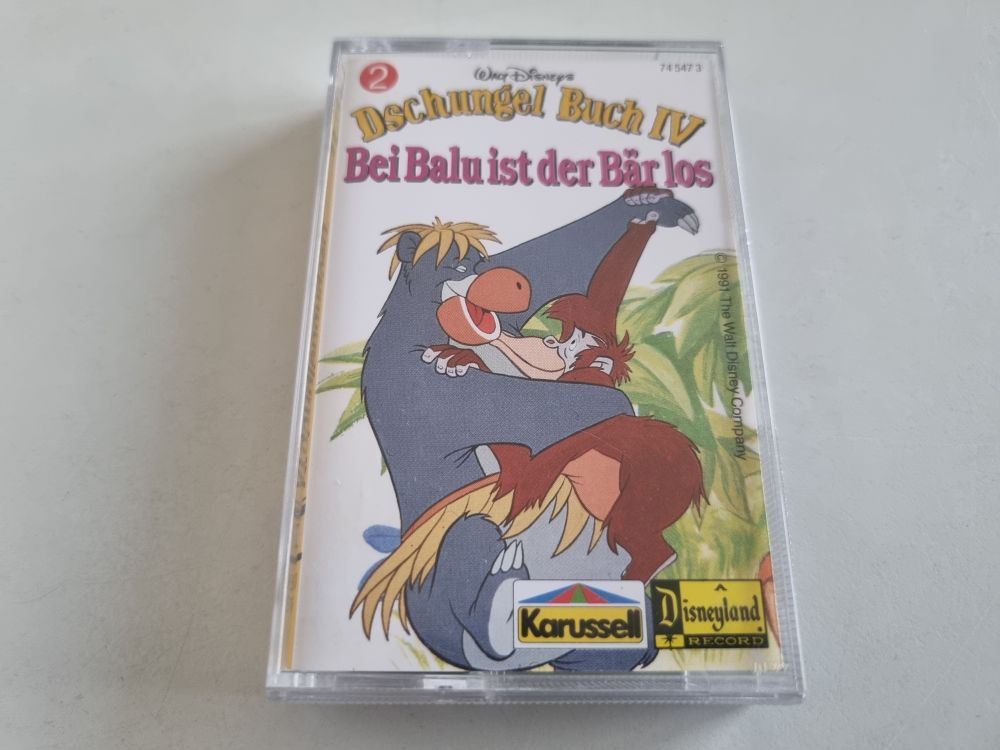 2
Walt Disneys
74 547 3
Dschungel Buch IV
Bei Balu ist der Bär los
© 1991 The Walt Disney Company
Karussell
A
Disneyland
RECORD